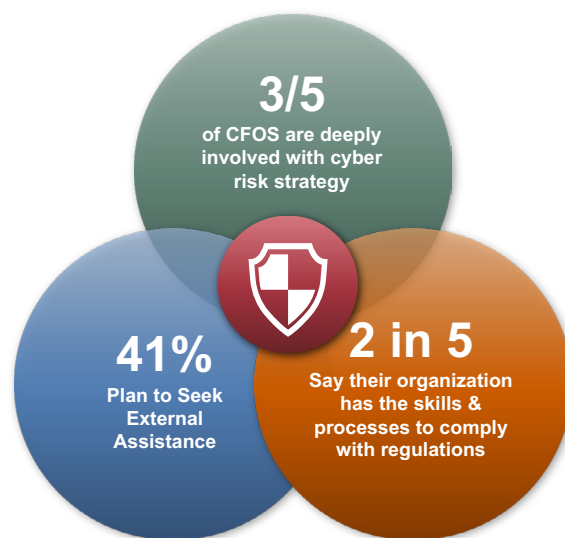 3/5
of CFOS are deeply
involved with cyber
risk strategy
41%
Plan to Seek
External
Assistance
2 in 5
Say their organization
has the skills &
processes to comply
with regulations